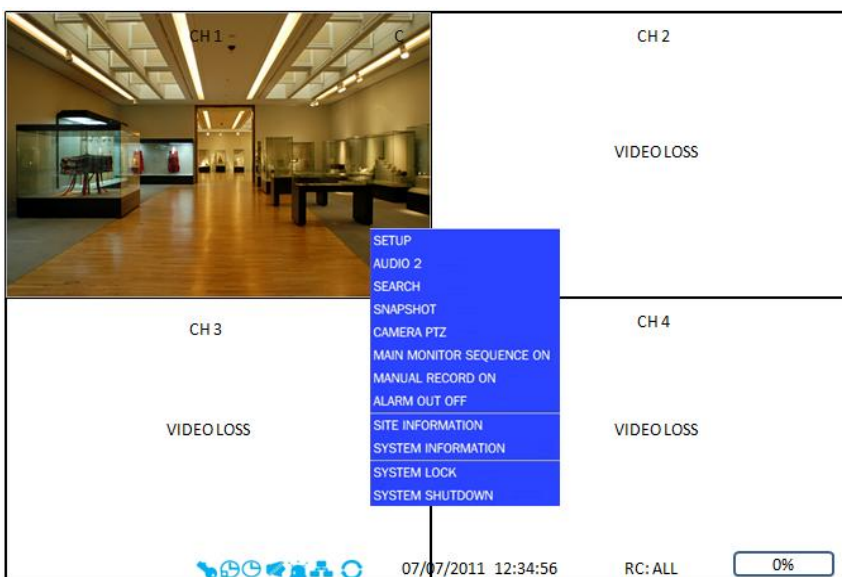 CH 1
C
CH 2
VIDEO LOSS
SETUP
AUDIO 2
SEARCH
SNAPSHOT
CAMERA PTZ
MAIN MONITOR SEQUENCE ON
MANUAL RECORD ON
ALARM OUT OFF
SITE INFORMATION
SYSTEM INFORMATION
SYSTEM LOCK
SYSTEM SHUTDOWN
CH 3
VIDEO LOSS
CH 4
VIDEO LOSS
07/07/2011 12:34:56
RC: ALL
0%